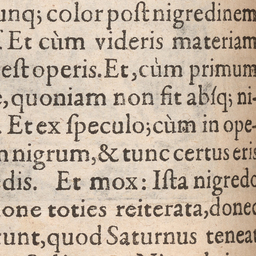 unq; color poſt nigredinem
Et cùm videris materiam
eſt operis. Et, cùm primum
quoniam non fit abſq; ni-
Et ex ſpeculo; cùm in ope-
nigrum, & tunc certus eris
dis. Et mox: Iſta nigredo
one toties reiterata, donec
unt, quod Saturnus teneat